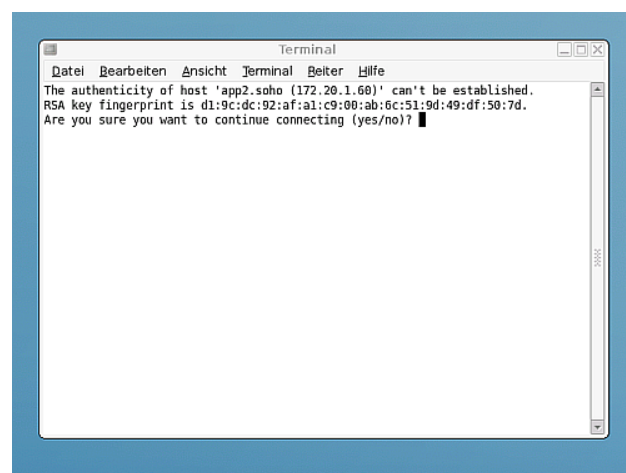 Terminal
Datei Bearbeiten Ansicht Terminal Reiter Hilfe
The authenticity of host 'app2.soho (172.20.1.60)' can't be established.
RSA key fingerprint is d1:9c:dc:92:af:a1:c9:00:ab:6c:51:9d:49:df:50:7d.
Are you sure you want to continue connecting (yes/no)?